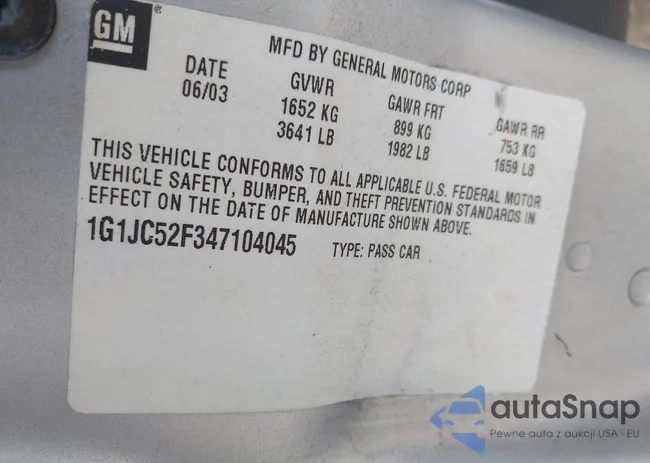 GM
MFD BY GENERAL MOTORS CORP
DATE GVWR GAWR FRT GAWR RR
06/03 1652 KG 899 KG 753 KG
3641 LB 1982 LB 1659 LB
THIS VEHICLE CONFORMS TO ALL APPLICABLE U.S. FEDERAL MOTOR
VEHICLE SAFETY, BUMPER, AND THEFT PREVENTION STANDARDS IN
EFFECT ON THE DATE OF MANUFACTURE SHOWN ABOVE.
1G1JC52F347104045 TYPE: PASS CAR
autaSnap
Pewne auta z aukcji USA i EU